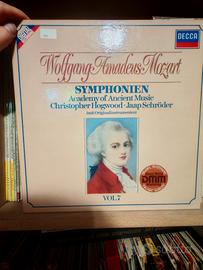 DECCA
Wolfgang Amadeus Mozart
SYMPHONIEN
Academy of Ancient Music
Christopher Hogwood · Jaap Schröder
(mit Originalinstrumenten)
DMM
VOL. 7